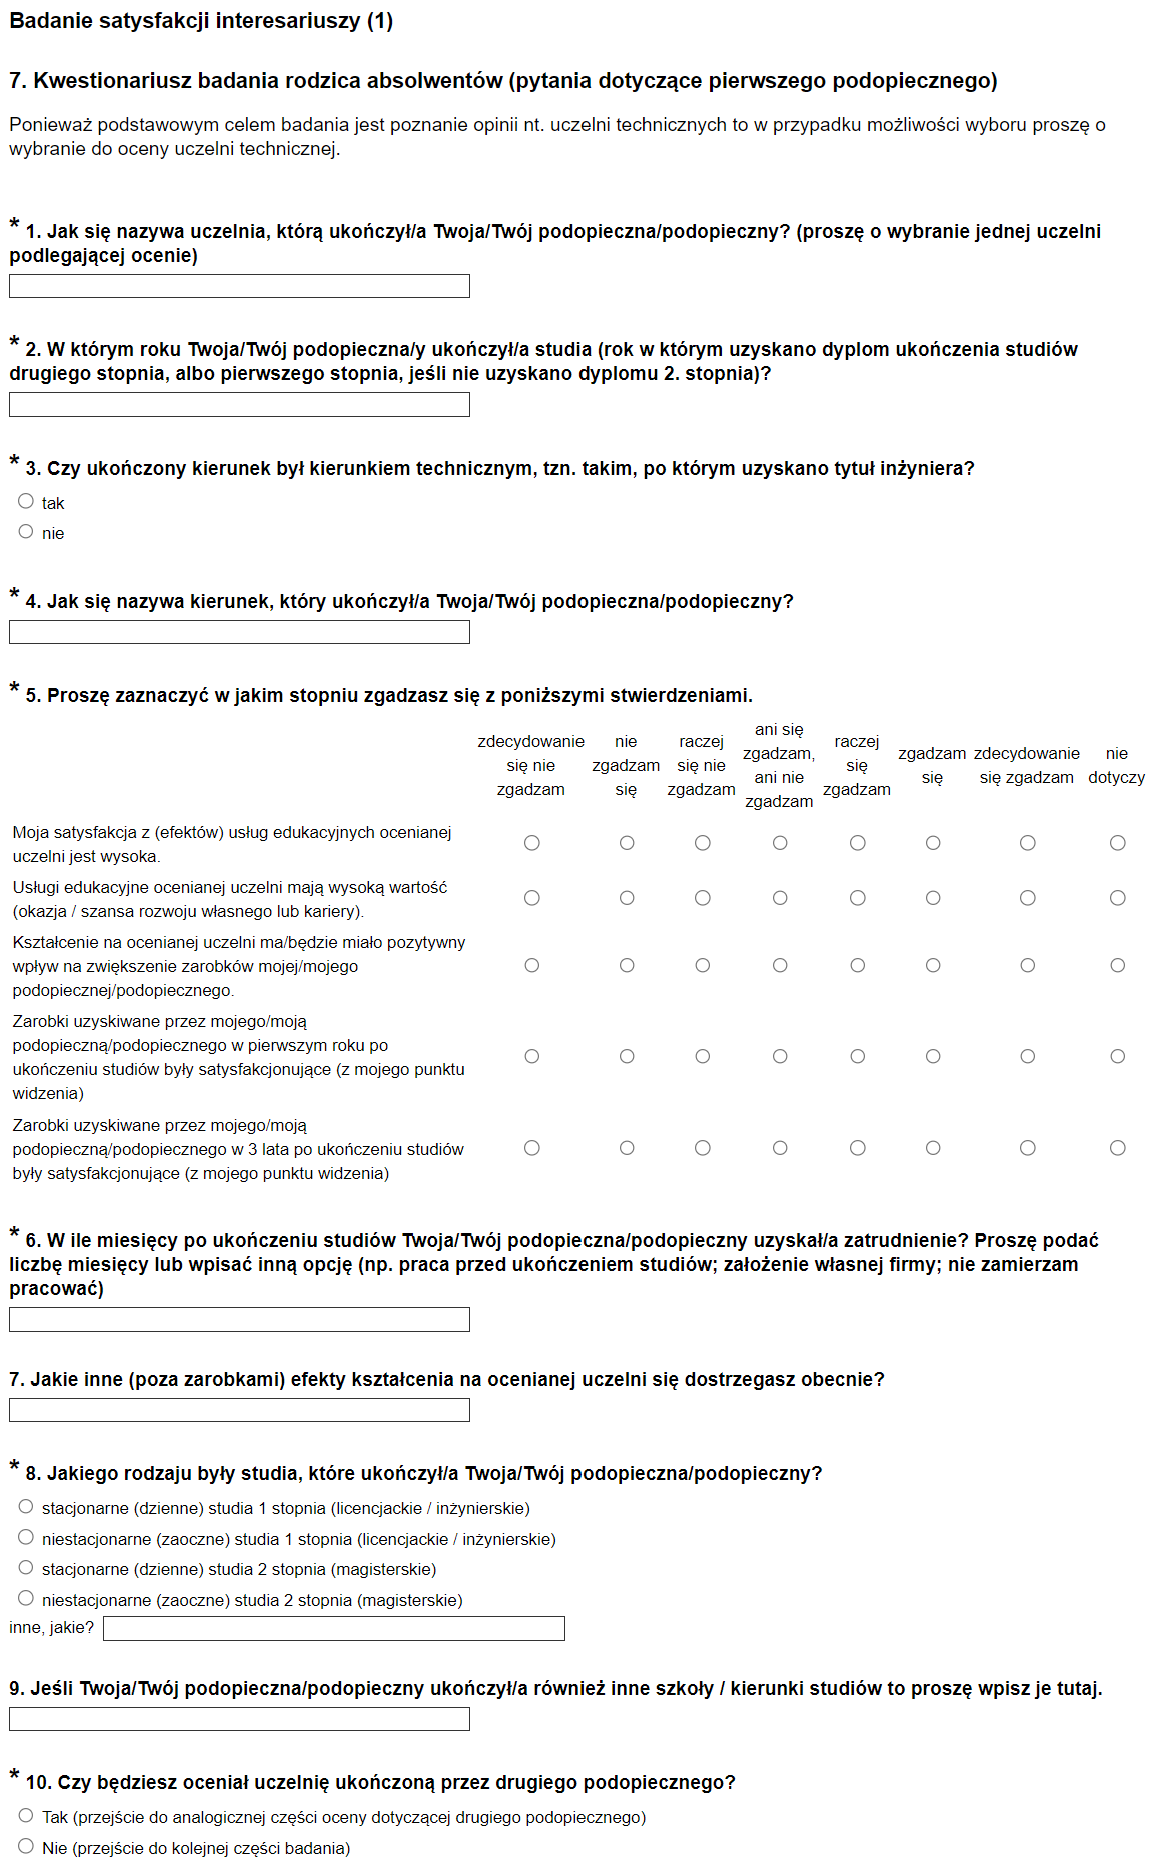 Badanie satysfakcji interesariuszy (1)
7. Kwestionariusz badania rodzica absolwentów (pytania dotyczące pierwszego podopiecznego)
Ponieważ podstawowym celem badania jest poznanie opinii nt. uczelni technicznych to w przypadku możliwości wyboru proszę o
wybranie do oceny uczelni technicznej.
* 1. Jak się nazywa uczelnia, którą ukończył/a Twoja/Twój podopieczna/podopieczny? (proszę o wybranie jednej uczelni
podlegającej ocenie)
* 2. W którym roku Twoja/Twój podopieczna/y ukończył/a studia (rok w którym uzyskano dyplom ukończenia studiów
drugiego stopnia, albo pierwszego stopnia, jeśli nie uzyskano dyplomu 2. stopnia)?
* 3. Czy ukończony kierunek był kierunkiem technicznym, tzn. takim, po którym uzyskano tytuł inżyniera?
tak
nie
* 4. Jak się nazywa kierunek, który ukończył/a Twoja/Twój podopieczna/podopieczny?
* 5. Proszę zaznaczyć w jakim stopniu zgadzasz się z poniższymi stwierdzeniami.
zdecydowanie
się nie
zgadzam
nie
zgadzam
się
raczej
się nie
zgadzam
ani się
zgadzam,
ani nie
zgadzam
raczej
się
zgadzam
zgadzam
się
zdecydowanie
się zgadzam
nie
dotyczy
Moja satysfakcja z (efektów) usług edukacyjnych ocenianej
uczelni jest wysoka.
Usługi edukacyjne ocenianej uczelni mają wysoką wartość
(okazja / szansa rozwoju własnego lub kariery).
Kształcenie na ocenianej uczelni ma/będzie miało pozytywny
wpływ na zwiększenie zarobków mojej/mojego
podopiecznej/podopiecznego.
Zarobki uzyskiwane przez mojego/moją
podopieczną/podopiecznego w pierwszym roku po
ukończeniu studiów były satysfakcjonujące (z mojego punktu
widzenia)
Zarobki uzyskiwane przez mojego/moją
podopieczną/podopiecznego w 3 lata po ukończeniu studiów
były satysfakcjonujące (z mojego punktu widzenia)
* 6. W ile miesięcy po ukończeniu studiów Twoja/Twój podopieczna/podopieczny uzyskał/a zatrudnienie? Proszę podać
liczbę miesięcy lub wpisać inną opcję (np. praca przed ukończeniem studiów; założenie własnej firmy; nie zamierzam
pracować)
7. Jakie inne (poza zarobkami) efekty kształcenia na ocenianej uczelni się dostrzegasz obecnie?
* 8. Jakiego rodzaju były studia, które ukończył/a Twoja/Twój podopieczna/podopieczny?
stacjonarne (dzienne) studia 1 stopnia (licencjackie / inżynierskie)
niestacjonarne (zaoczne) studia 1 stopnia (licencjackie / inżynierskie)
stacjonarne (dzienne) studia 2 stopnia (magisterskie)
niestacjonarne (zaoczne) studia 2 stopnia (magisterskie)
inne, jakie?
9. Jeśli Twoja/Twój podopieczna/podopieczny ukończył/a również inne szkoły / kierunki studiów to proszę wpisz je tutaj.
* 10. Czy będziesz oceniał uczelnię ukończoną przez drugiego podopiecznego?
Tak (przejście do analogicznej części oceny dotyczącej drugiego podopiecznego)
Nie (przejście do kolejnej części badania)